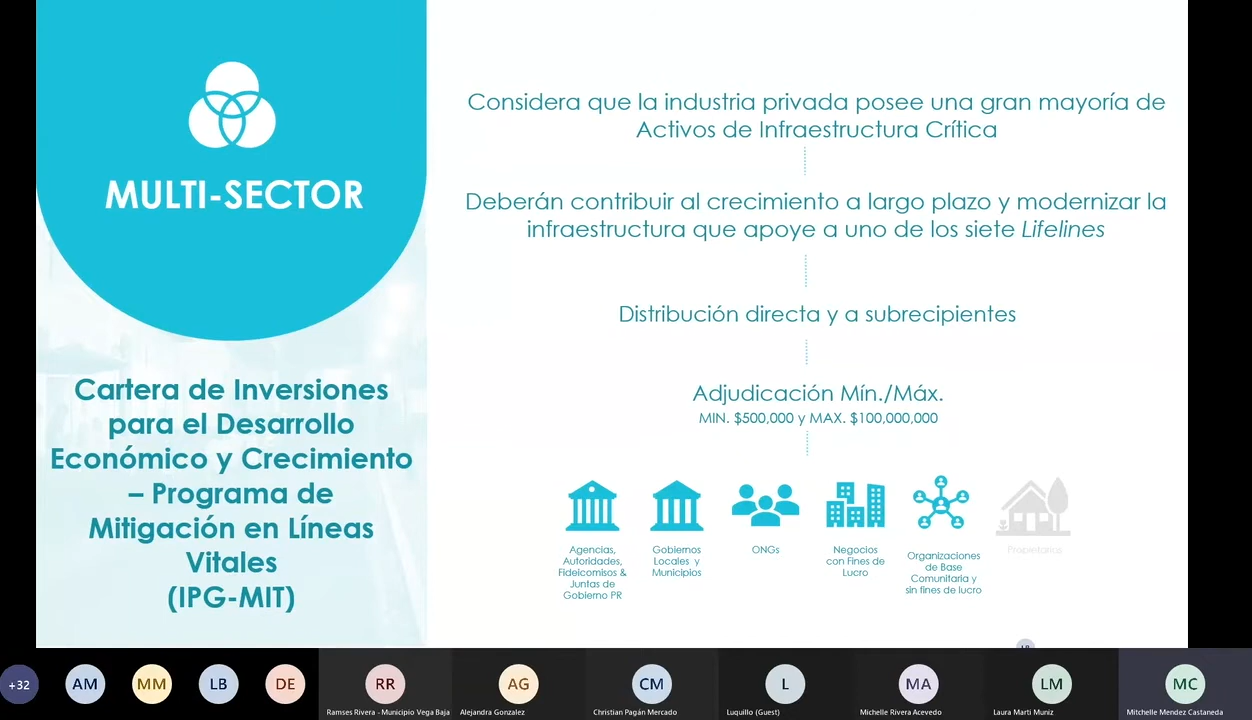 MULTI-SECTOR
Cartera de Inversiones
para el Desarrollo
Económico y Crecimiento
– Programa de
Mitigación en Líneas
Vitales
(IPG-MIT)
Considera que la industria privada posee una gran mayoría de
Activos de Infraestructura Crítica
Deberán contribuir al crecimiento a largo plazo y modernizar la
infraestructura que apoye a uno de los siete Lifelines
Distribución directa y a subrecipientes
Adjudicación Mín./Máx.
MIN. $500,000 y MAX. $100,000,000
Agencias,
Autoridades,
Fideicomisos &
Juntas de
Gobierno PR
Gobiernos
Locales y
Municipios
ONGs
Negocios
con Fines de
Lucro
Organizaciones
de Base
Comunitaria y
sin fines de lucro
Propietarios
+32
AM
MM
LB
DE
RR
Ramses Rivera - Municipio Vega Baja
AG
Alejandra Gonzalez
CM
Christian Pagán Mercado
L
Luquillo (Guest)
MA
Michelle Rivera Acevedo
LM
Laura Marti Muniz
MC
Mitchelle Mendez Castaneda